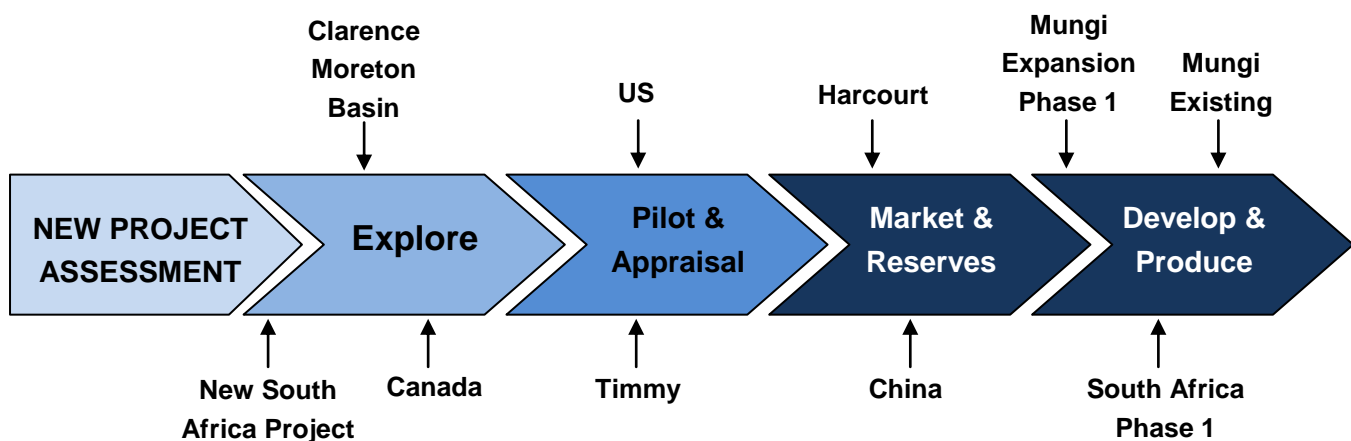 Clarence
Moreton
Basin
US
Harcourt
Mungi
Expansion
Phase 1
Mungi
Existing
NEW PROJECT
ASSESSMENT
Explore
Pilot &
Appraisal
Market &
Reserves
Develop &
Produce
New South
Africa Project
Canada
Timmy
China
South Africa
Phase 1